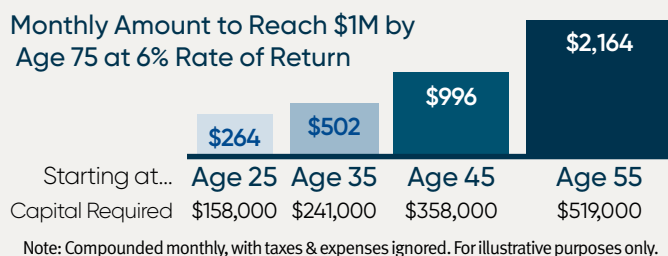 Monthly Amount to Reach $1M by
Age 75 at 6% Rate of Return
$264
$502
$996
$2,164
Starting at... Age 25 Age 35 Age 45 Age 55
Capital Required $158,000 $241,000 $358,000 $519,000
Note: Compounded monthly, with taxes & expenses ignored. For illustrative purposes only.